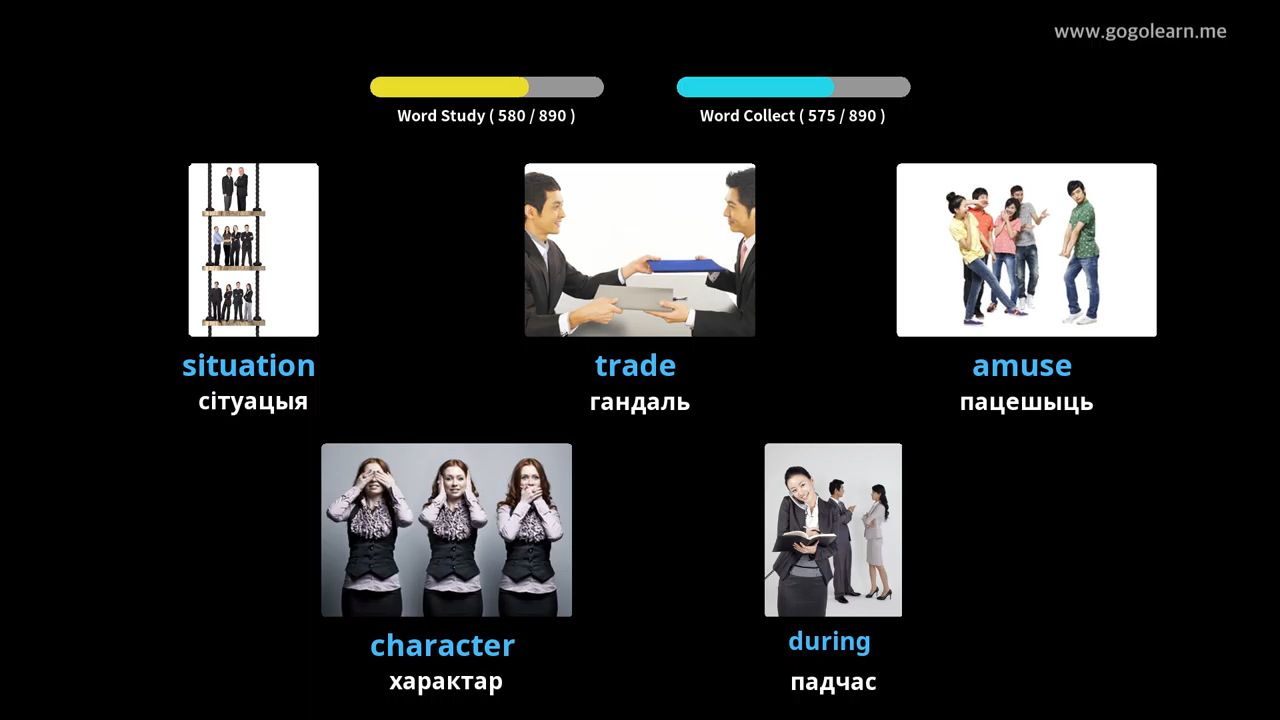 www.gogolearn.me
Word Study ( 580 / 890 )
Word Collect ( 575 / 890 )
situation
сітуацыя
trade
гандаль
amuse
пацешыць
character
характар
during
падчас